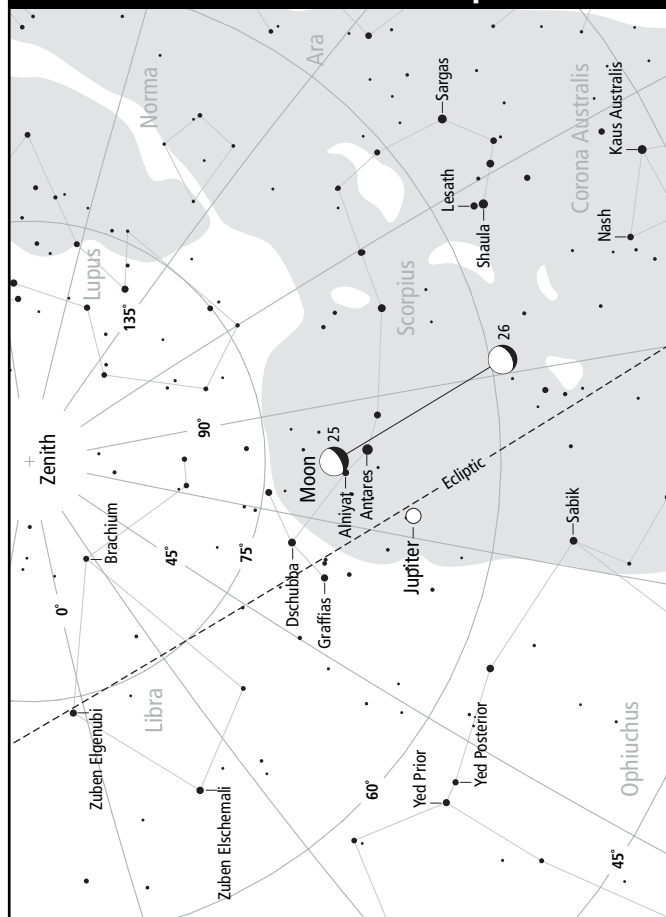 Norma
Ara
Sargas
Corona Australis
Kaus Australis
Lupus
Lesath
Shaula
Nash
135°
Scorpius
Zenith
90°
25
26
Moon
Alniyat
Antares
Ecliptic
Brachium
45°
75°
Jupiter
Sabik
0°
Dschubba
Graffias
Libra
Zuben Elgenubi
Zuben Elschemali
60°
Yed Prior
Yed Posterior
Ophiuchus
45°